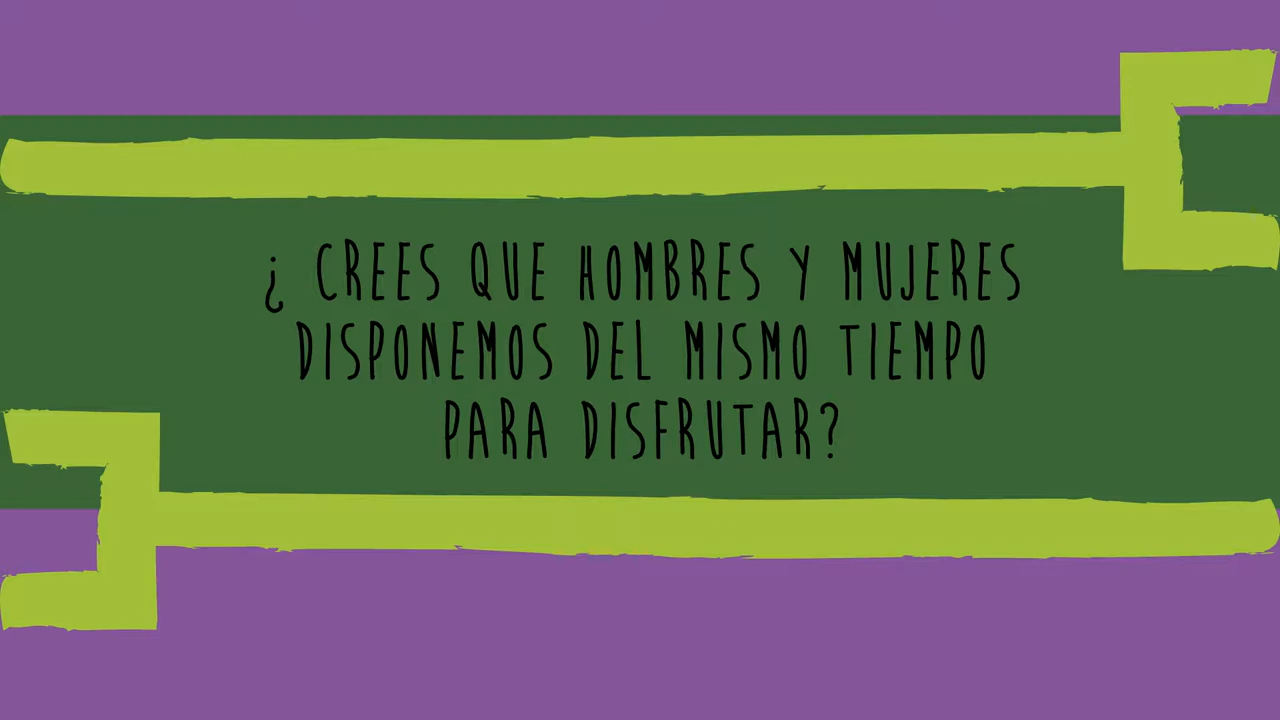 ¿ CREES QUE HOMBRES Y MUJERES
DISPONEMOS DEL MISMO TIEMPO
PARA DISFRUTAR?